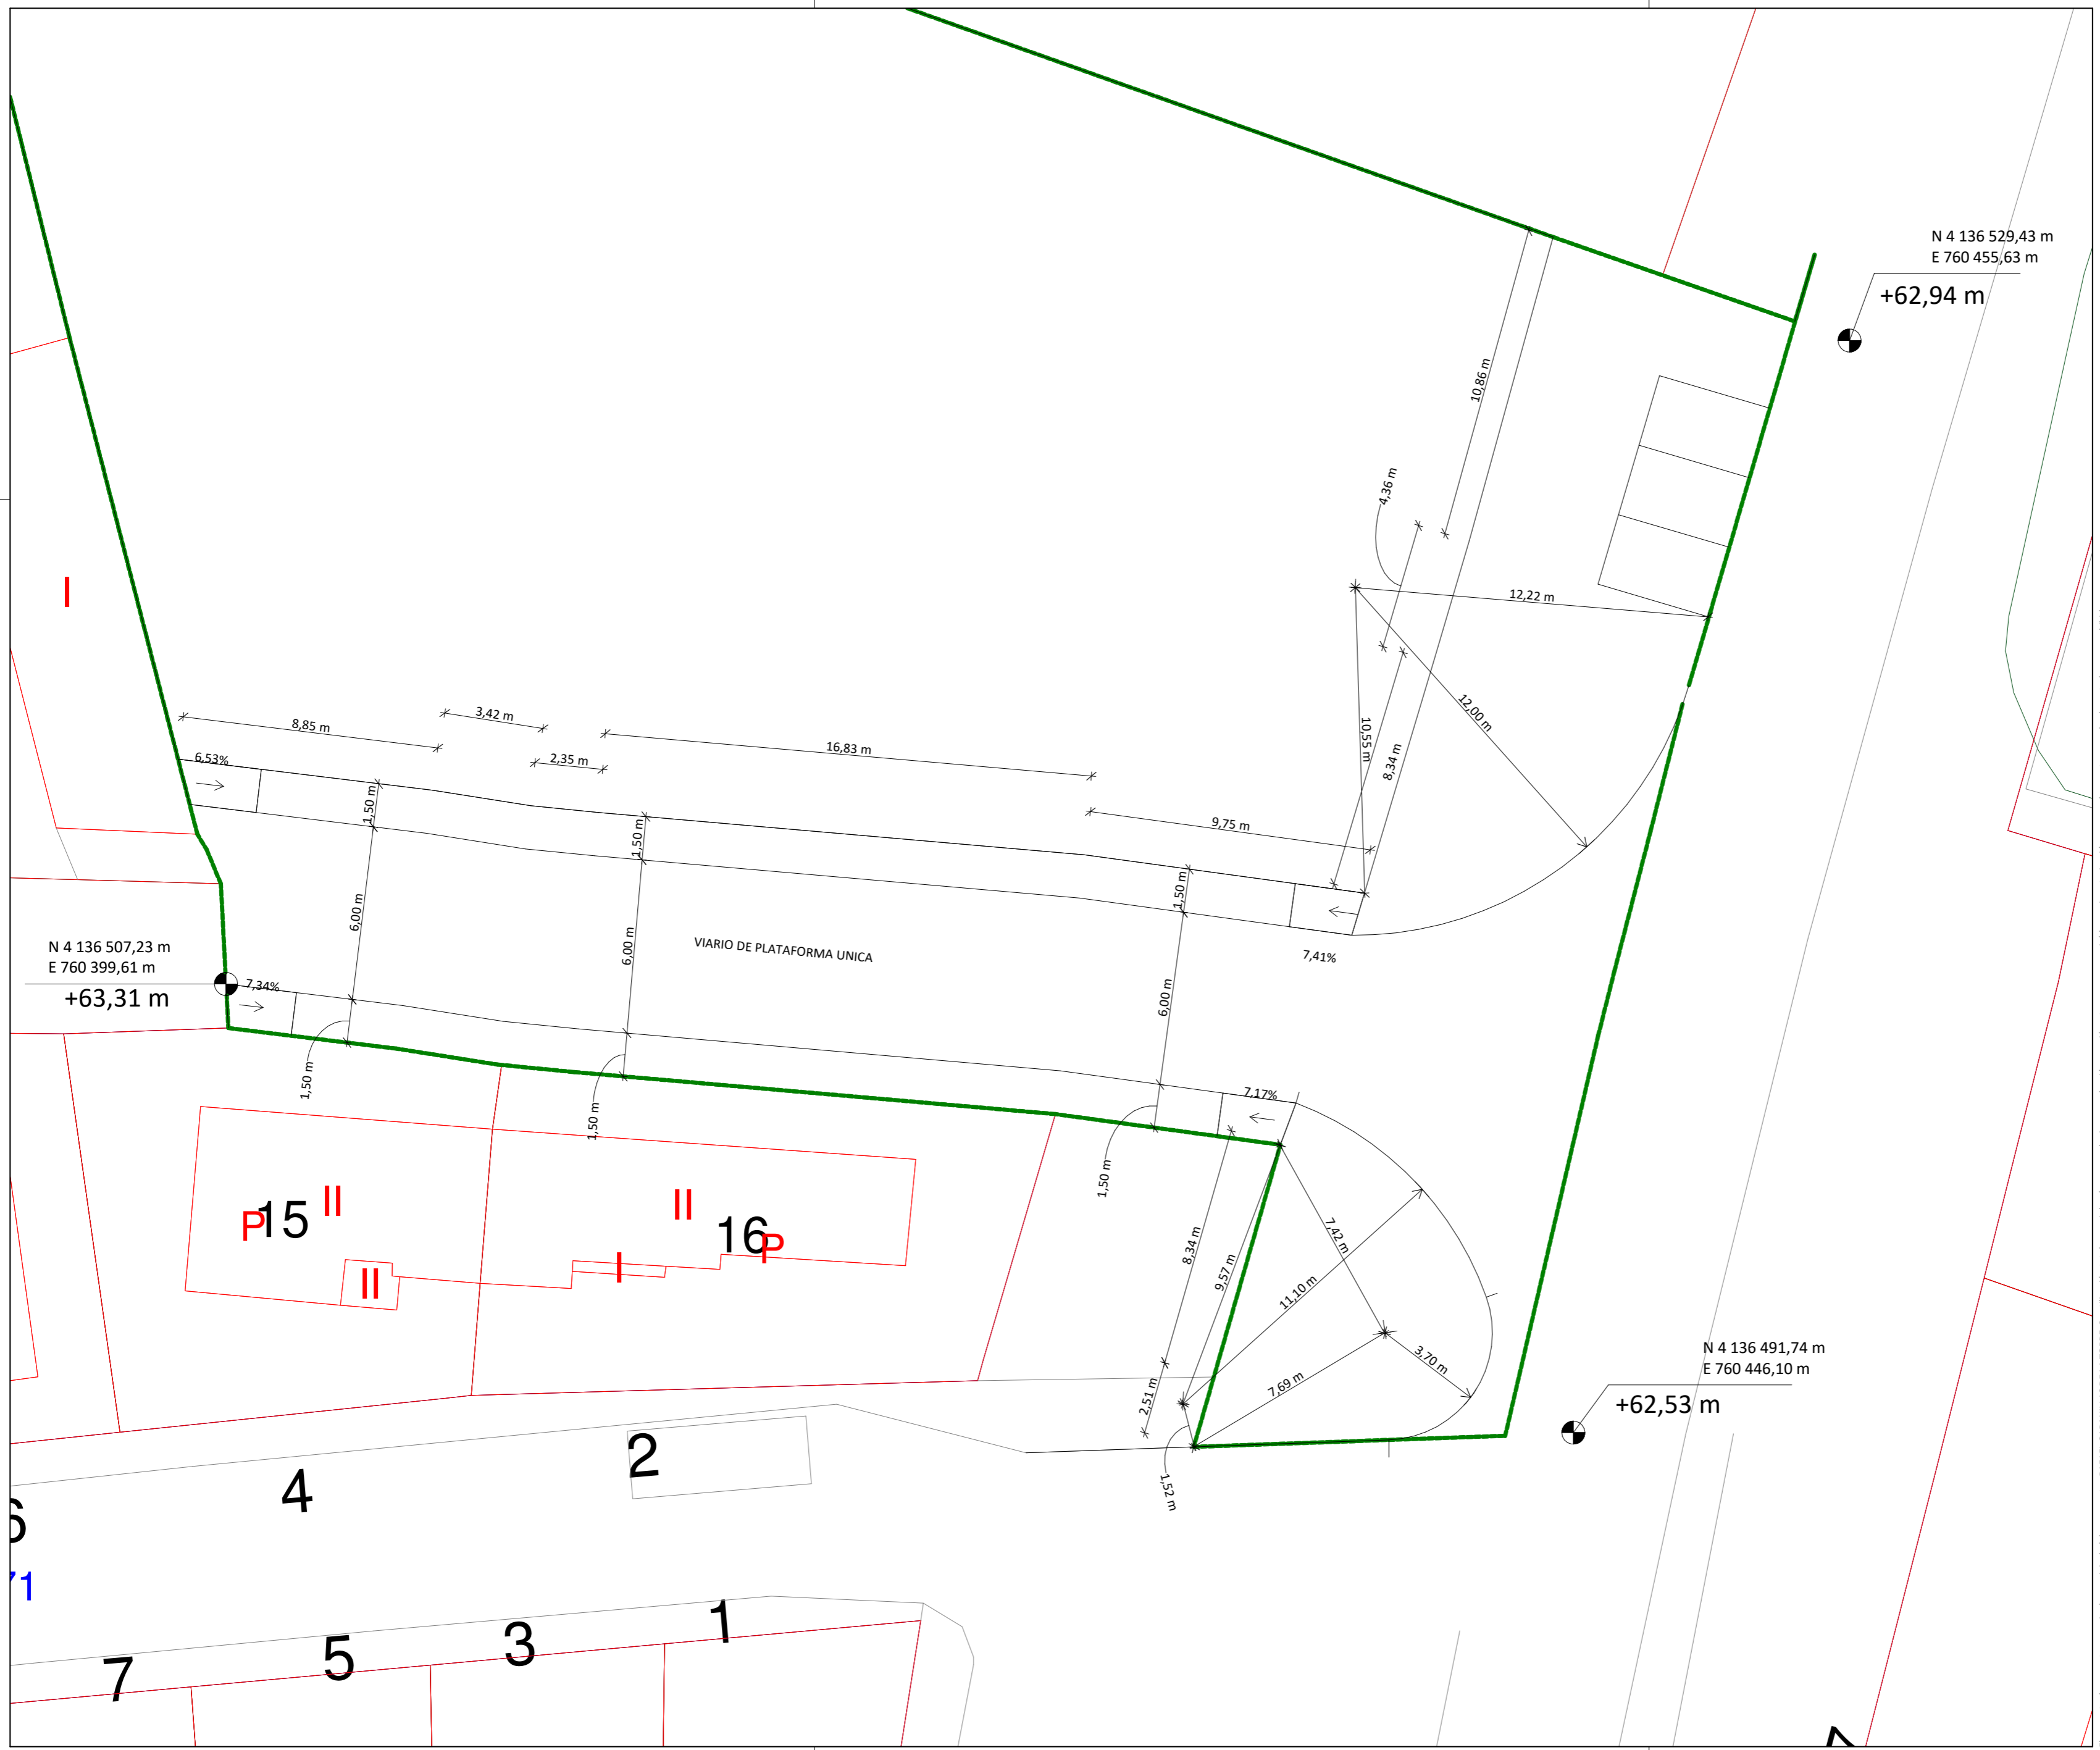 N 4 136 529,43 m
E 760 455,63 m
+62,94 m
10,86 m
4,36 m
12,22 m
I
12,00 m
10,55 m
8,34 m
8,85 m
3,42 m
2,35 m
16,83 m
9,75 m
6,53%
1,50 m
1,50 m
1,50 m
6,00 m
6,00 m
6,00 m
VIARIO DE PLATAFORMA UNICA
7,41%
N 4 136 507,23 m
E 760 399,61 m
+63,31 m
7,34%
1,50 m
1,50 m
1,50 m
7,17%
P
15
II
II
II
16
P
I
8,34 m
9,57 m
7,42 m
11,10 m
3,70 m
7,69 m
2,51 m
1,52 m
N 4 136 491,74 m
E 760 446,10 m
+62,53 m
2
4
6
71
7
5
3
1